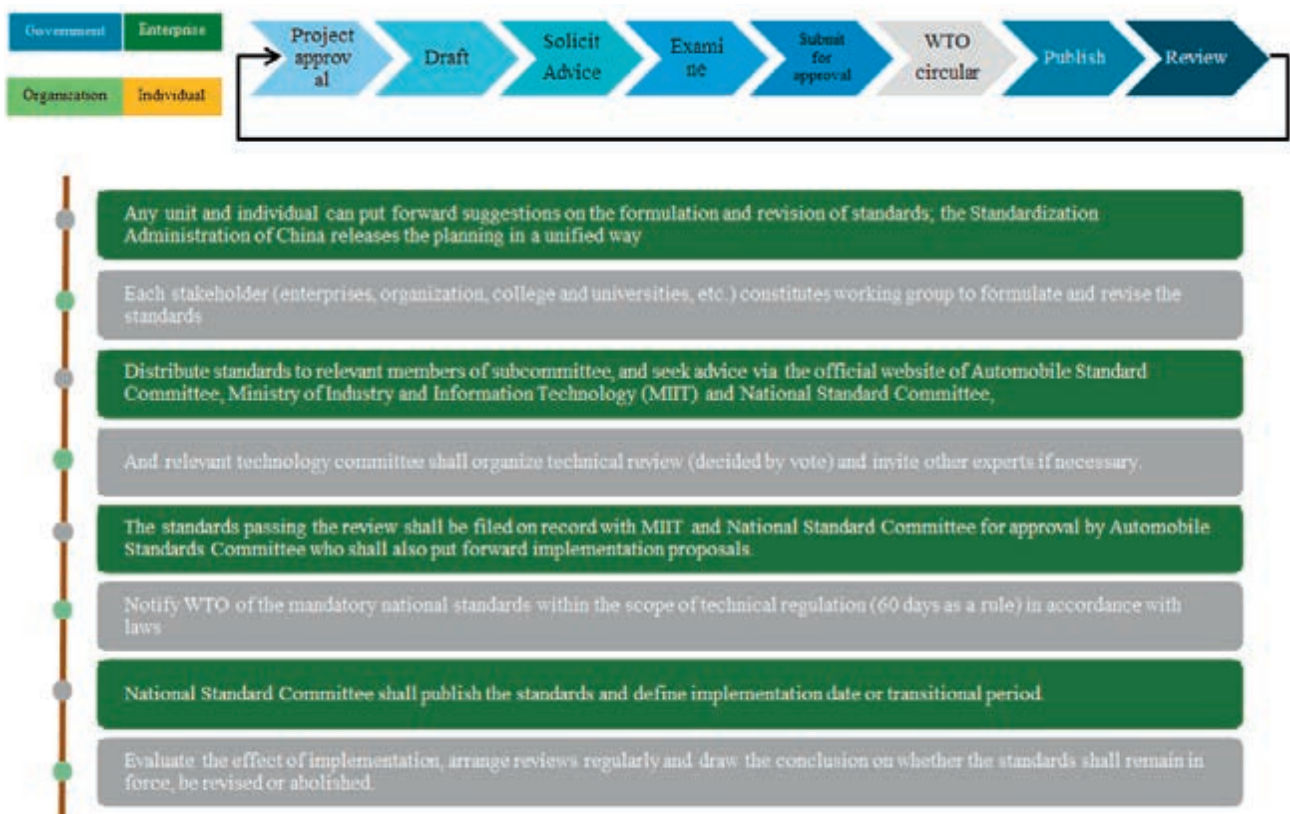 Government
Enterprise
Organization
Individual
Project
approv
al
Draft
Solicit
Advice
Exami
ne
Submit
for
approval
WTO
circular
Publish
Review
Any unit and individual can put forward suggestions on the formulation and revision of standards; the Standardization
Administration of China releases the planning in a unified way
Each stakeholder (enterprises, organization, college and universities, etc.) constitutes working group to formulate and revise the
standards
Distribute standards to relevant members of subcommittee, and seek advice via the official website of Automobile Standard
Committee, Ministry of Industry and Information Technology (MIIT) and National Standard Committee,
And relevant technology committee shall organize technical review (decided by vote) and invite other experts if necessary.
The standards passing the review shall be filed on record with MIIT and National Standard Committee for approval by Automobile
Standards Committee who shall also put forward implementation proposals.
Notify WTO of the mandatory national standards within the scope of technical regulation (60 days as a rule) in accordance with
laws
National Standard Committee shall publish the standards and define implementation date or transitional period.
Evaluate the effect of implementation, arrange reviews regularly and draw the conclusion on whether the standards shall remain in
force, be revised or abolished.